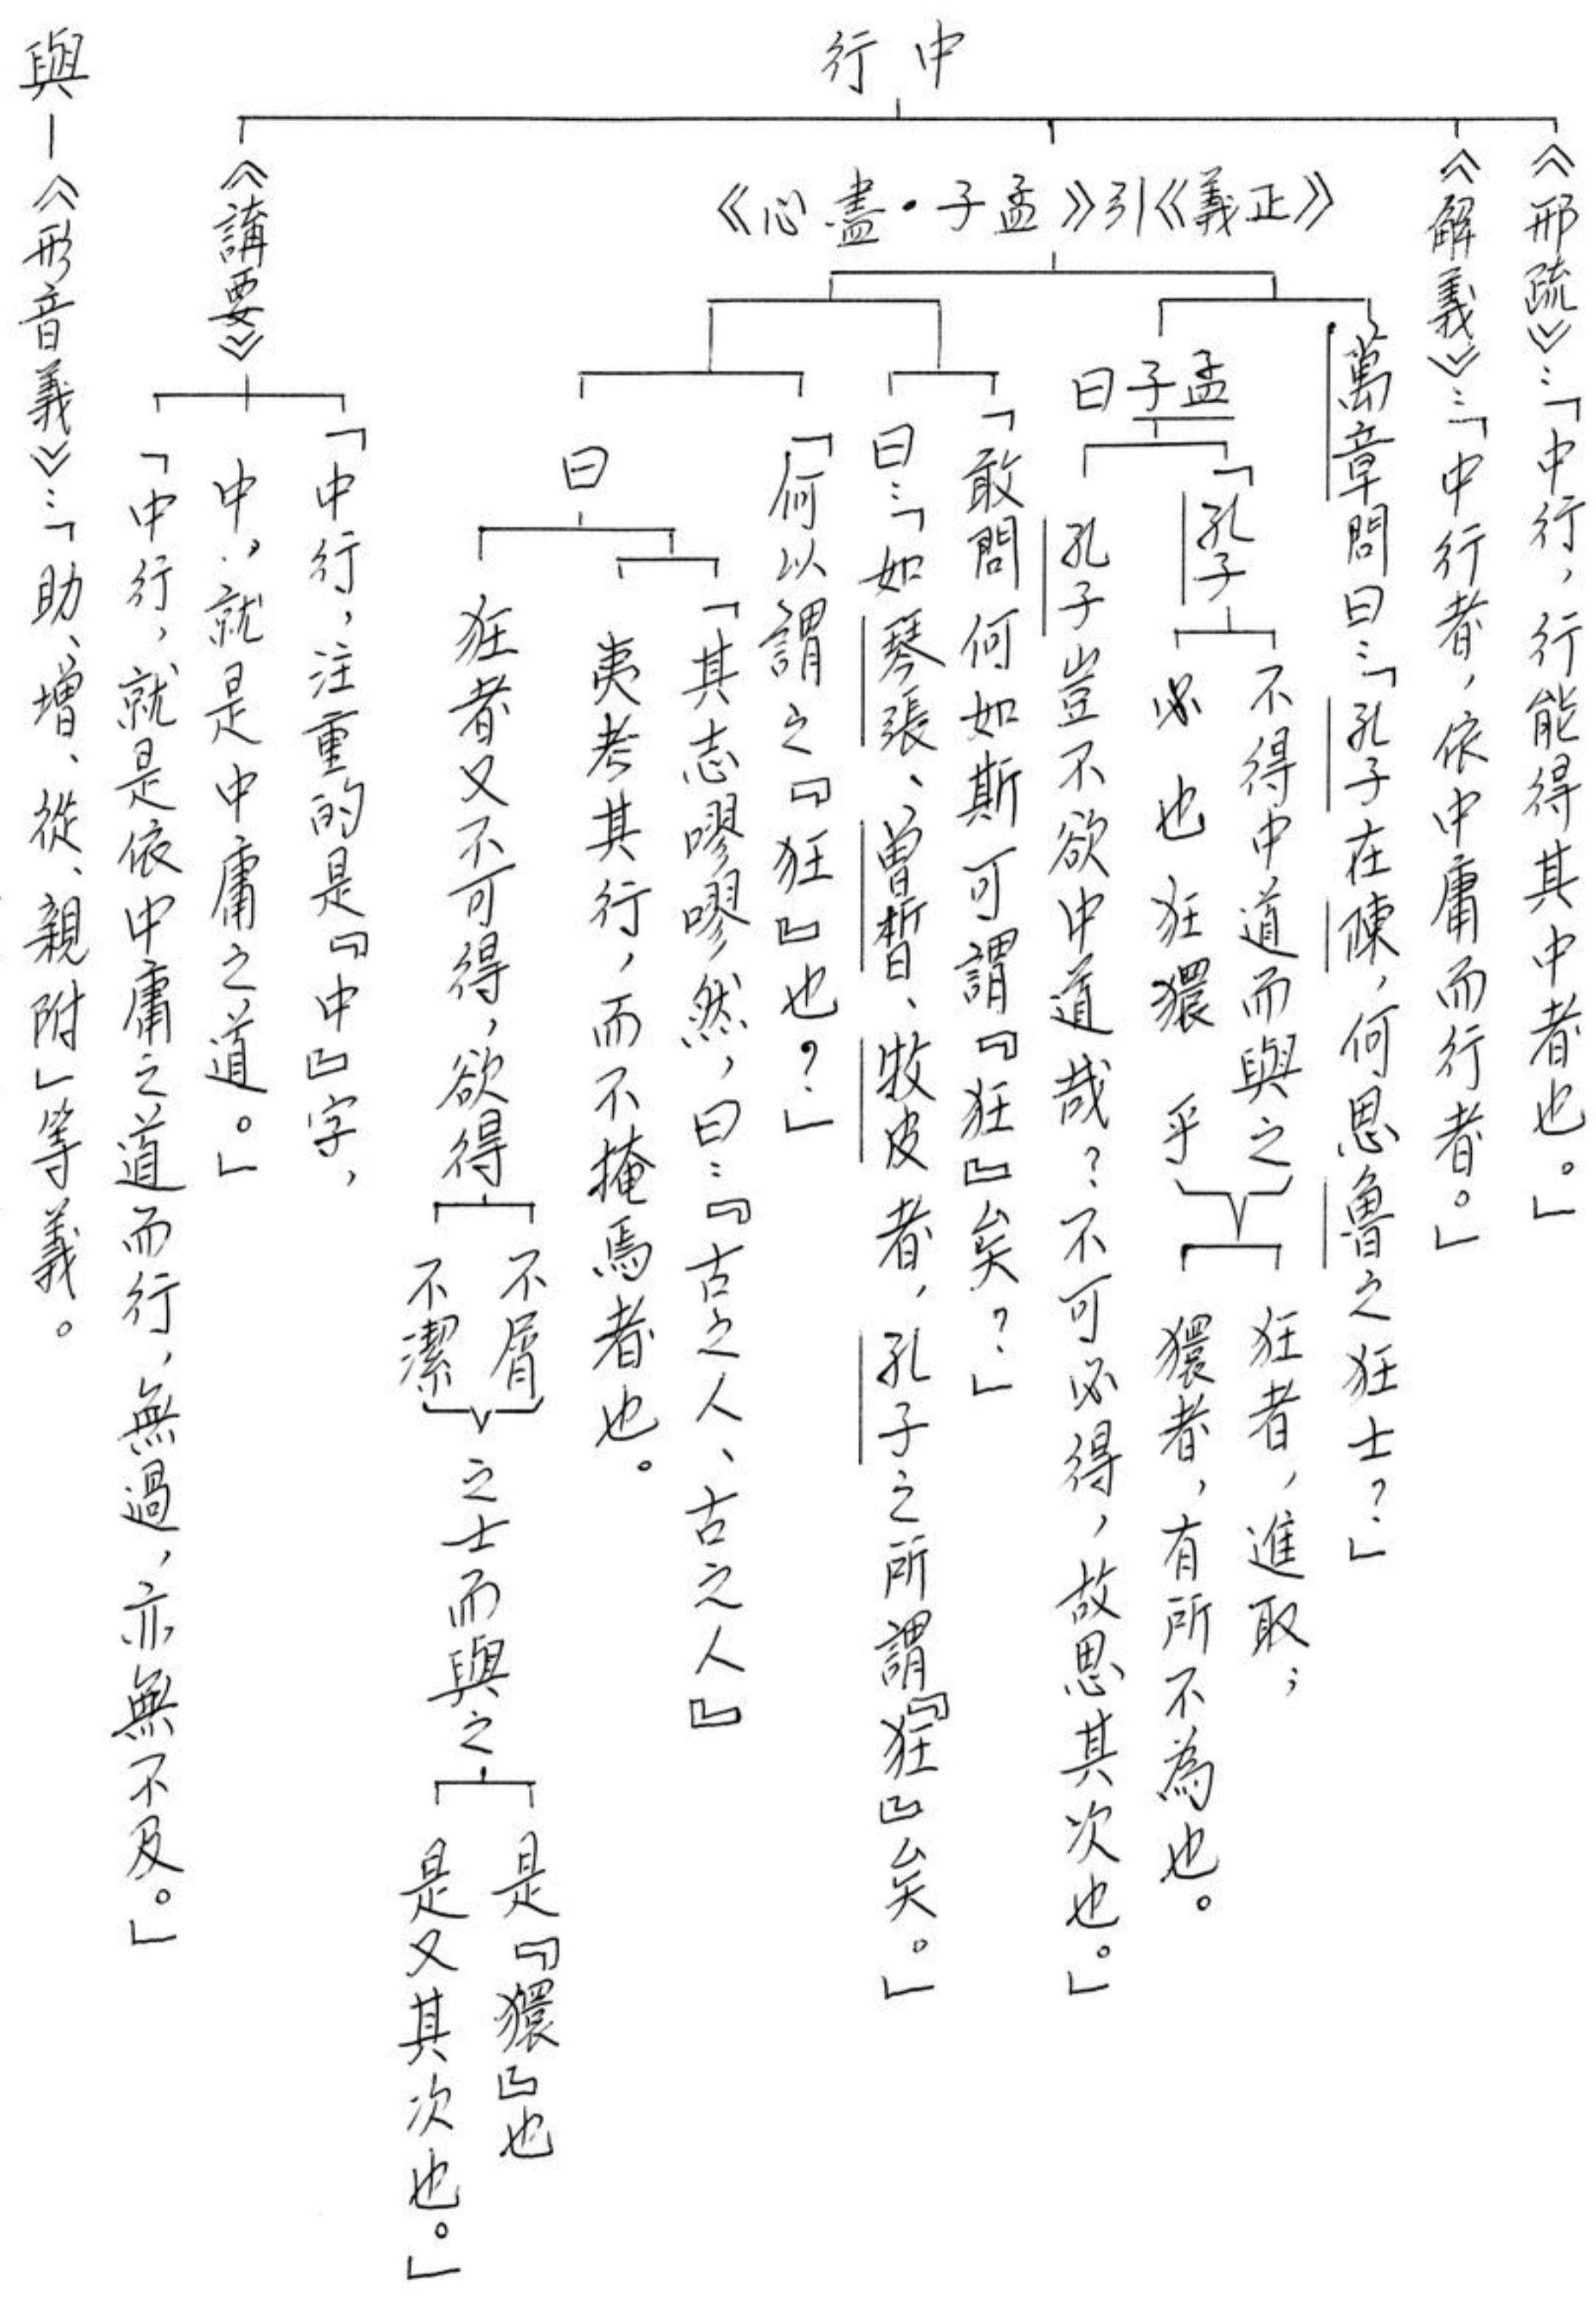 中行
《邢疏》：「中行，行能得其中者也。」
《解義》：「中行者，依中庸而行者。」
《正義》引《孟子·盡心》
萬章問曰：「孔子在陳，何思魯之狂士？」
孟子曰
「孔子
不得中道而與之
必也狂獧乎
狂者，進取；
獧者，有所不為也。
孔子豈不欲中道哉？不可必得，故思其次也。」
「敢問何如斯可謂『狂』矣？」
曰：「如琴張、曾晳、牧皮者，孔子之所謂『狂』矣。」
「何以謂之『狂』也？」
曰
「其志嘐嘐然，曰：『古之人、古之人』
夷考其行，而不掩焉者也。
狂者又不可得，欲得
不屑
不潔
之士而與之
是『獧』也
是又其次也。」
《講要》
「中行，注重的是『中』字，
中，就是中庸之道。」
「中行，就是依中庸之道而行，無過，亦無不及。」
與—《形音義》：「助、增、從、親附」等義。